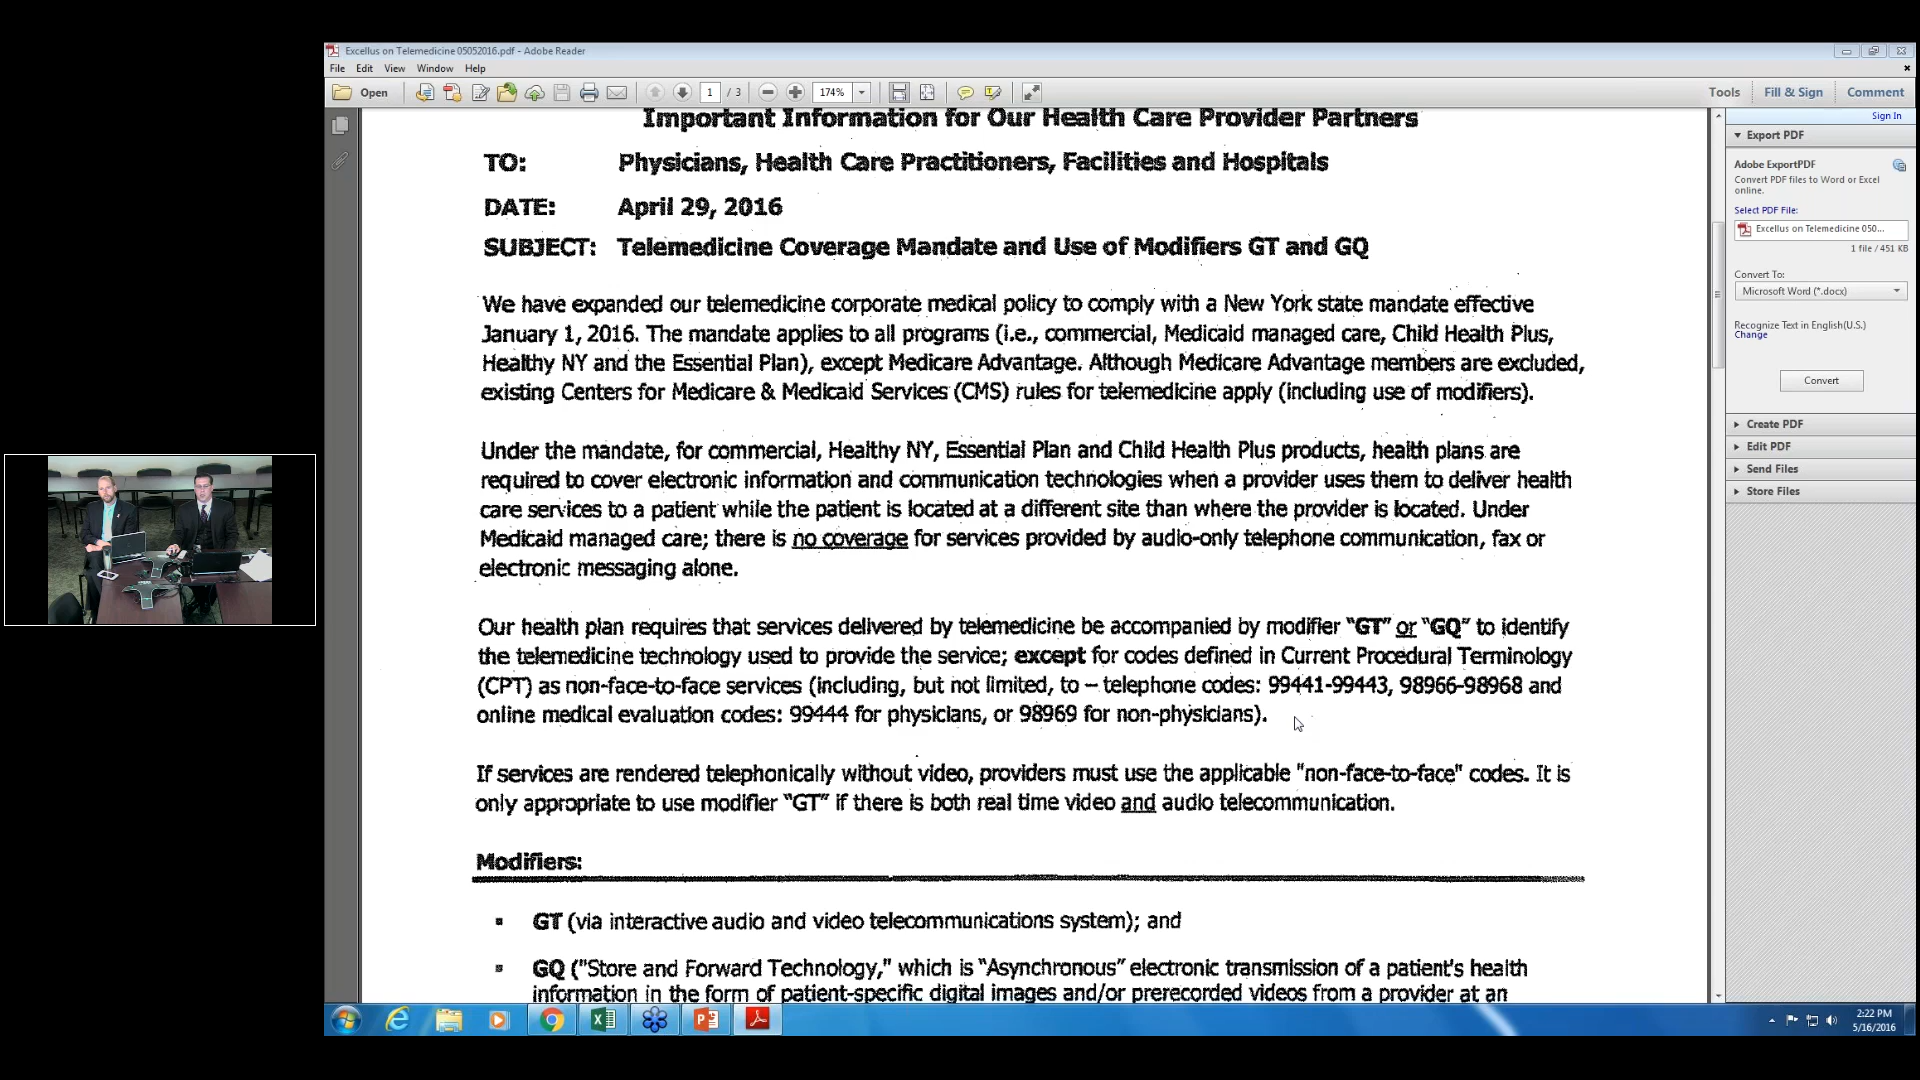 Excellus on Telemedicine 05052016.pdf - Adobe Reader
File Edit View Window Help
Open 1 / 3 174% Tools Fill & Sign Comment
Sign In
Important Information for Our Health Care Provider Partners
TO: Physicians, Health Care Practitioners, Facilities and Hospitals
DATE: April 29, 2016
SUBJECT: Telemedicine Coverage Mandate and Use of Modifiers GT and GQ
We have expanded our telemedicine corporate medical policy to comply with a New York state mandate effective
January 1, 2016. The mandate applies to all programs (i.e., commercial, Medicaid managed care, Child Health Plus,
Healthy NY and the Essential Plan), except Medicare Advantage. Although Medicare Advantage members are excluded,
existing Centers for Medicare & Medicaid Services (CMS) rules for telemedicine apply (including use of modifiers).
Under the mandate, for commercial, Healthy NY, Essential Plan and Child Health Plus products, health plans are
required to cover electronic information and communication technologies when a provider uses them to deliver health
care services to a patient while the patient is located at a different site than where the provider is located. Under
Medicaid managed care; there is no coverage for services provided by audio-only telephone communication, fax or
electronic messaging alone.
Our health plan requires that services delivered by telemedicine be accompanied by modifier "GT" or "GQ" to identify
the telemedicine technology used to provide the service; except for codes defined in Current Procedural Terminology
(CPT) as non-face-to-face services (including, but not limited, to – telephone codes: 99441-99443, 98966-98968 and
online medical evaluation codes: 99444 for physicians, or 98969 for non-physicians).
If services are rendered telephonically without video, providers must use the applicable "non-face-to-face" codes. It is
only appropriate to use modifier "GT" if there is both real time video and audio telecommunication.
Modifiers:
GT (via interactive audio and video telecommunications system); and
GQ ("Store and Forward Technology," which is "Asynchronous" electronic transmission of a patient's health
information in the form of patient-specific digital images and/or prerecorded videos from a provider at an
Export PDF
Adobe ExportPDF
Convert PDF files to Word or Excel
online.
Select PDF File:
Excellus on Telemedicine 050...
1 file / 451 KB
Convert To:
Microsoft Word (*.docx)
Recognize Text in English(U.S.)
Change
Convert
Create PDF
Edit PDF
Send Files
Store Files
2:22 PM
5/16/2016